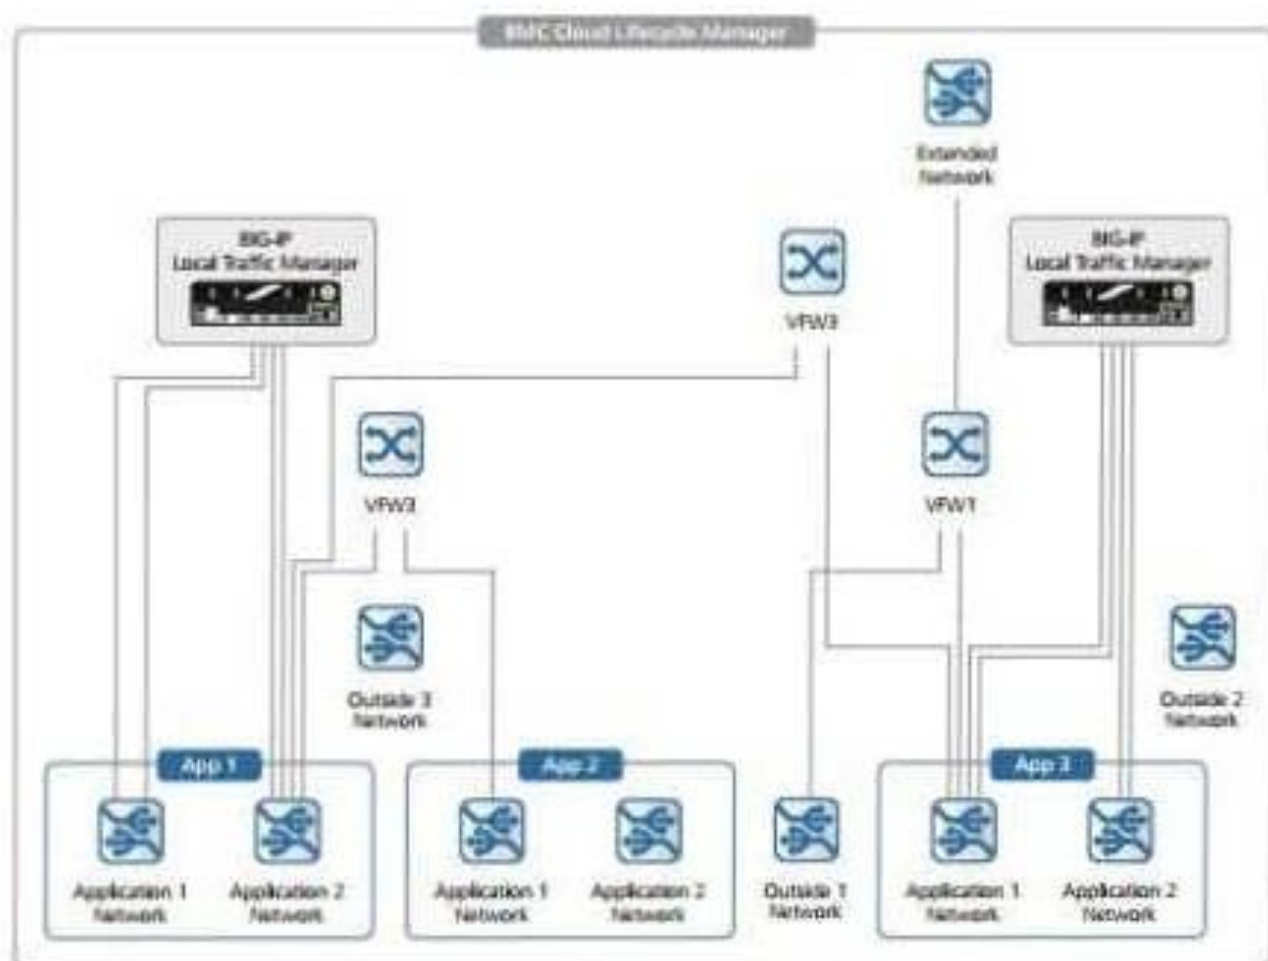 BMC Cloud Lifecycle Manager
Extended
Network
BIG-IP
Local Traffic Manager
VFW3
BIG-IP
Local Traffic Manager
VFW3
VFW1
Outside 3
Network
Outside 2
Network
App 1
App 2
App 3
Application 1
Network
Application 2
Network
Application 1
Network
Application 2
Network
Outside 1
Network
Application 1
Network
Application 2
Network